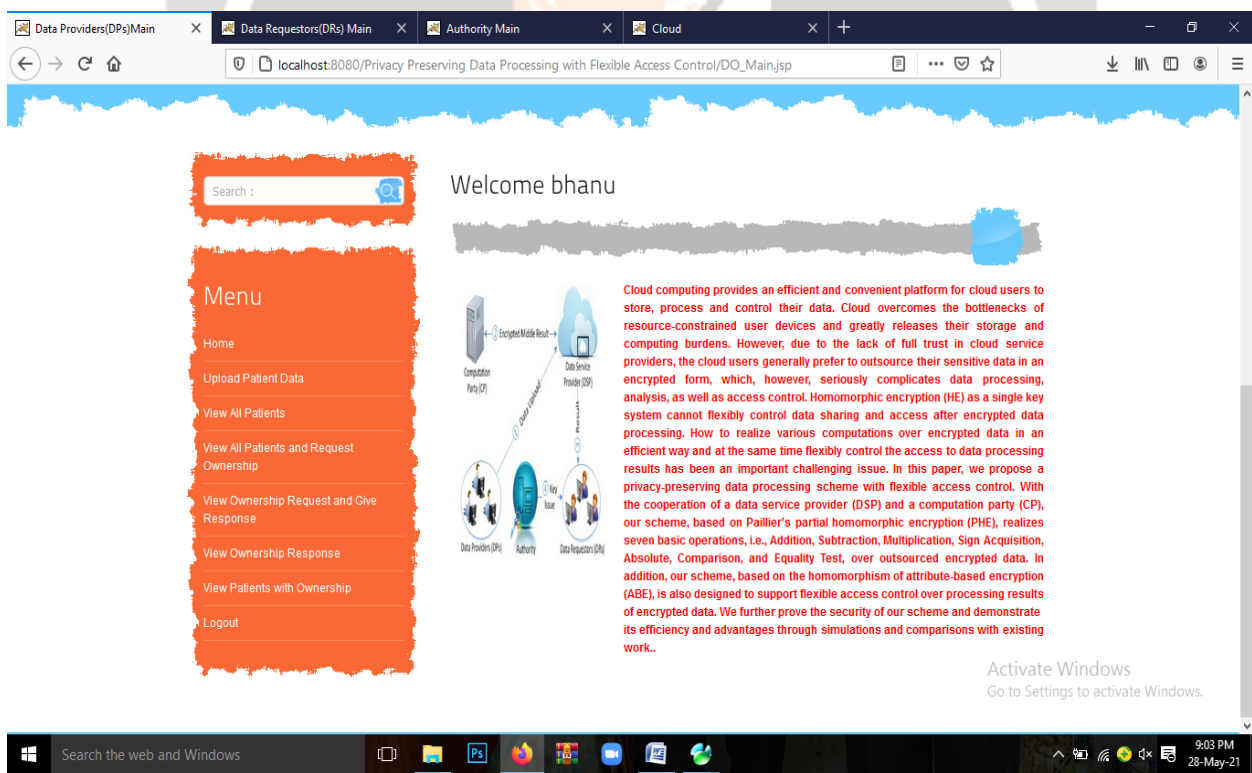 Data Providers(DPs)Main
Data Requestors(DRs) Main
Authority Main
Cloud
localhost:8080/Privacy Preserving Data Processing with Flexible Access Control/DO_Main.jsp
Search :
Welcome bhanu
Menu
Home
Upload Patient Data
View All Patients
View All Patients and Request
Ownership
View Ownership Request and Give
Response
View Ownership Response
View Patients with Ownership
Logout
② Encrypted Middle Result
Computation
Party (CP)
Data Service
Provider (DSP)
① Data Upload
③ Result
④ Key
Issue
Data Providers (DPs)
Authority
Data Requestors (DRs)
Cloud computing provides an efficient and convenient platform for cloud users to
store, process and control their data. Cloud overcomes the bottlenecks of
resource-constrained user devices and greatly releases their storage and
computing burdens. However, due to the lack of full trust in cloud service
providers, the cloud users generally prefer to outsource their sensitive data in an
encrypted form, which, however, seriously complicates data processing,
analysis, as well as access control. Homomorphic encryption (HE) as a single key
system cannot flexibly control data sharing and access after encrypted data
processing. How to realize various computations over encrypted data in an
efficient way and at the same time flexibly control the access to data processing
results has been an important challenging issue. In this paper, we propose a
privacy-preserving data processing scheme with flexible access control. With
the cooperation of a data service provider (DSP) and a computation party (CP),
our scheme, based on Paillier's partial homomorphic encryption (PHE), realizes
seven basic operations, i.e., Addition, Subtraction, Multiplication, Sign Acquisition,
Absolute, Comparison, and Equality Test, over outsourced encrypted data. In
addition, our scheme, based on the homomorphism of attribute-based encryption
(ABE), is also designed to support flexible access control over processing results
of encrypted data. We further prove the security of our scheme and demonstrate
its efficiency and advantages through simulations and comparisons with existing
work..
Activate Windows
Go to Settings to activate Windows.
Search the web and Windows
Ps
9:03 PM
28-May-21